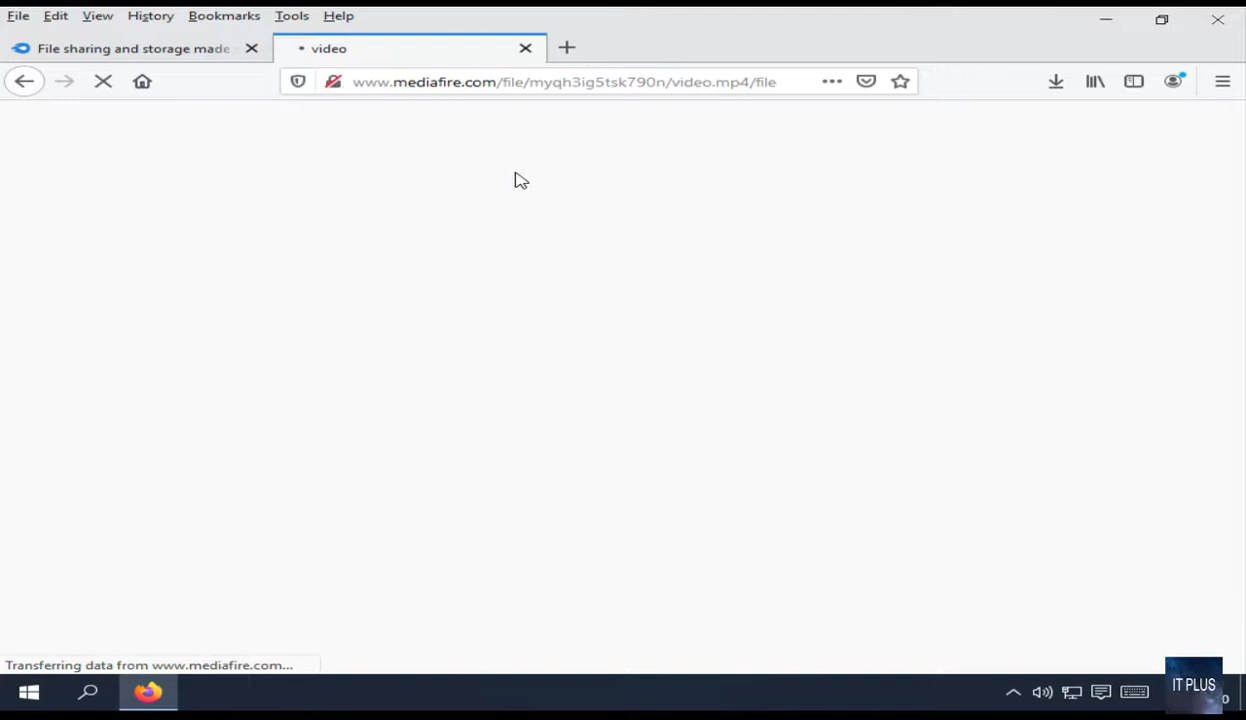 File Edit View History Bookmarks Tools Help
File sharing and storage made
video
www.mediafire.com/file/myqh3ig5tsk790n/video.mp4/file
Transferring data from www.mediafire.com...
IT PLUS